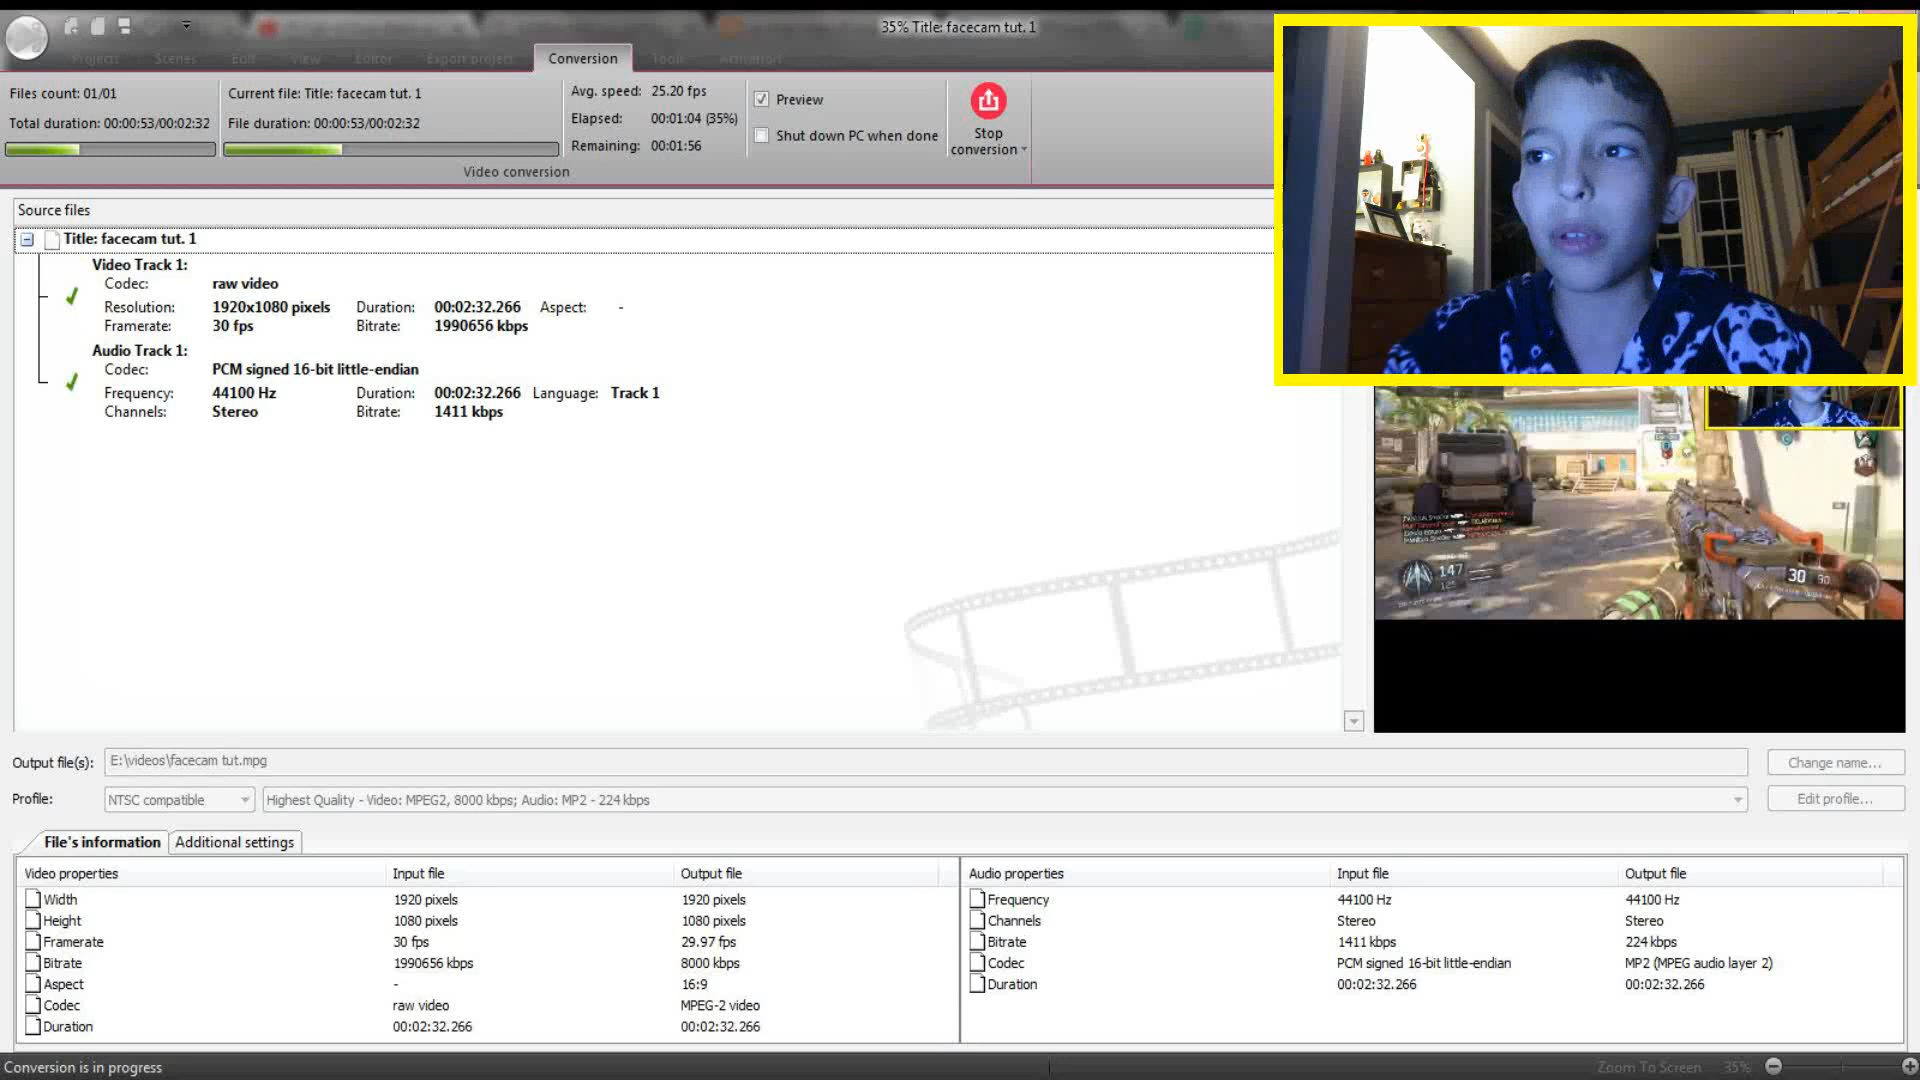 35% Title: facecam tut. 1
Projects Scenes Edit View Editor Export project Conversion Tools Activation
Files count: 01/01
Total duration: 00:00:53/00:02:32
Current file: Title: facecam tut. 1
File duration: 00:00:53/00:02:32
Avg. speed: 25.20 fps
Elapsed: 00:01:04 (35%)
Remaining: 00:01:56
Preview
Shut down PC when done
Stop
conversion
Video conversion
Source files
Title: facecam tut. 1
Video Track 1:
Codec: raw video
Resolution: 1920x1080 pixels Duration: 00:02:32.266 Aspect: -
Framerate: 30 fps Bitrate: 1990656 kbps
Audio Track 1:
Codec: PCM signed 16-bit little-endian
Frequency: 44100 Hz Duration: 00:02:32.266 Language: Track 1
Channels: Stereo Bitrate: 1411 kbps
147
30 90
Output file(s): E:\videos\facecam tut.mpg Change name...
Profile: NTSC compatible Highest Quality - Video: MPEG2, 8000 kbps; Audio: MP2 - 224 kbps Edit profile...
File's information Additional settings
Video properties Input file Output file
Width 1920 pixels 1920 pixels
Height 1080 pixels 1080 pixels
Framerate 30 fps 29.97 fps
Bitrate 1990656 kbps 8000 kbps
Aspect - 16:9
Codec raw video MPEG-2 video
Duration 00:02:32.266 00:02:32.266
Audio properties Input file Output file
Frequency 44100 Hz 44100 Hz
Channels Stereo Stereo
Bitrate 1411 kbps 224 kbps
Codec PCM signed 16-bit little-endian MP2 (MPEG audio layer 2)
Duration 00:02:32.266 00:02:32.266
Conversion is in progress
Zoom To Screen 35%